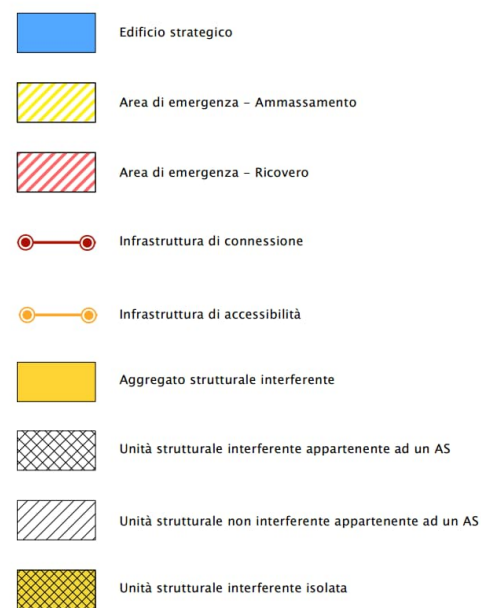 Edificio strategico
Area di emergenza - Ammassamento
Area di emergenza - Ricovero
Infrastruttura di connessione
Infrastruttura di accessibilità
Aggregato strutturale interferente
Unità strutturale interferente appartenente ad un AS
Unità strutturale non interferente appartenente ad un AS
Unità strutturale interferente isolata